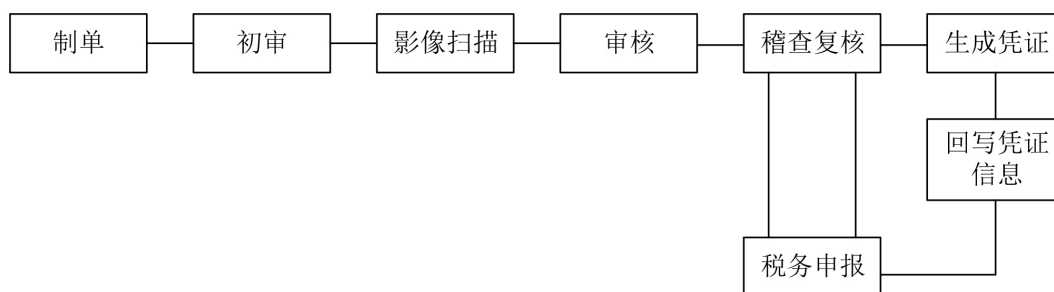 制单
初审
影像扫描
审核
稽查复核
生成凭证
回写凭证
信息
税务申报